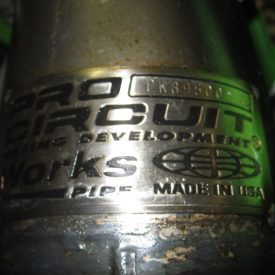 PRO
CIRCUIT®
RACING DEVELOPMENT
Works
PIPE MADE IN USA